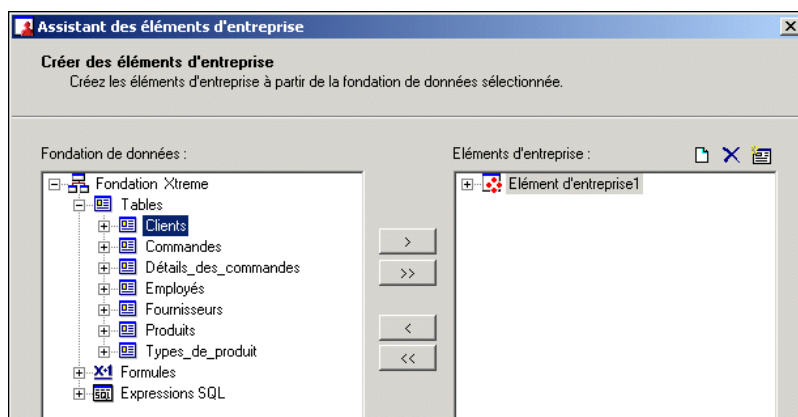 Assistant des éléments d'entreprise
Créer des éléments d'entreprise
Créez les éléments d'entreprise à partir de la fondation de données sélectionnée.
Fondation de données :
Eléments d'entreprise :
Fondation Xtreme
Tables
Clients
Commandes
Détails_des_commandes
Employés
Fournisseurs
Produits
Types_de_produit
X+1 Formules
SQL Expressions SQL
>
>>
<
<<
Elément d'entreprise1